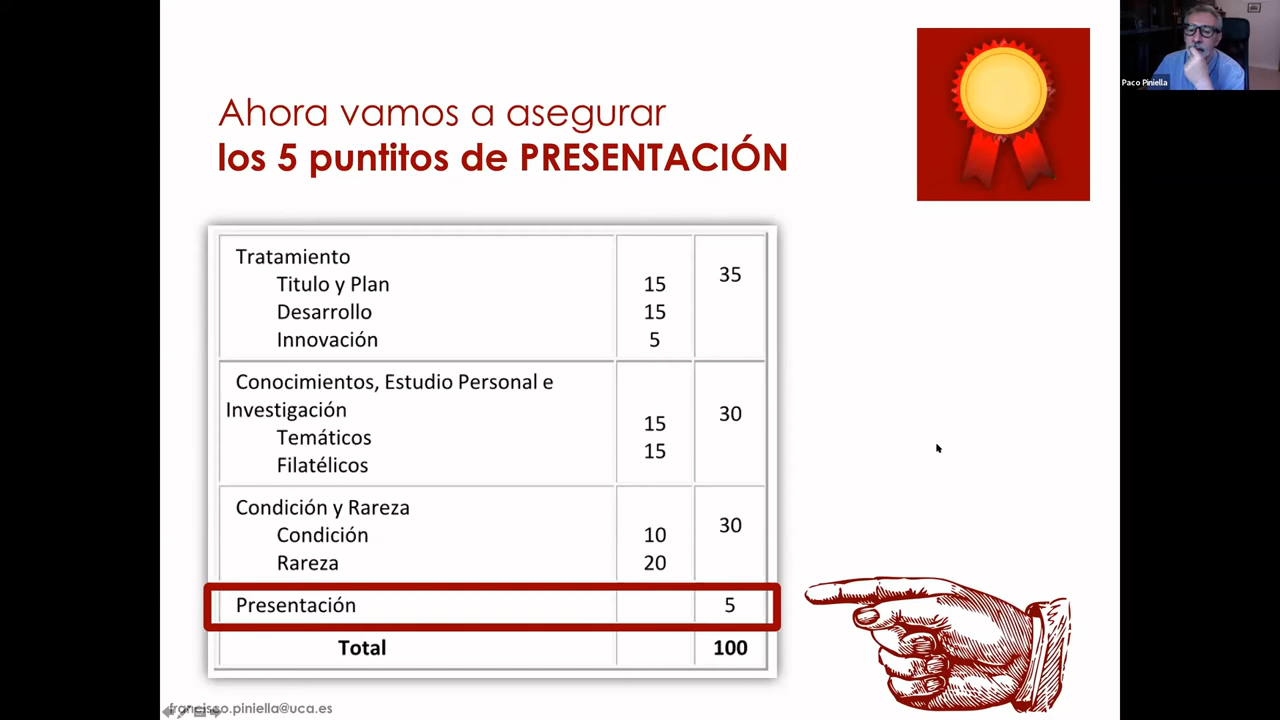 Ahora vamos a asegurar
los 5 puntitos de PRESENTACIÓN
Paco Piniella
Tratamiento 35
Titulo y Plan 15
Desarrollo 15
Innovación 5
Conocimientos, Estudio Personal e
Investigación 30
Temáticos 15
Filatélicos 15
Condición y Rareza 30
Condición 10
Rareza 20
Presentación 5
Total 100
francisco.piniella@uca.es